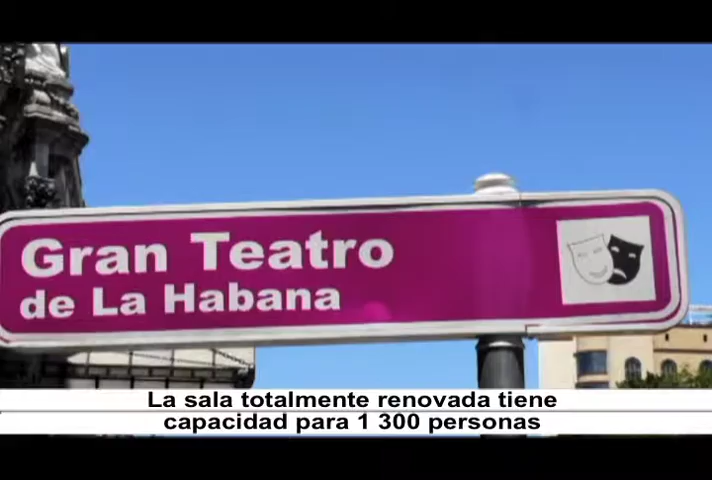 Gran Teatro
de La Habana
La sala totalmente renovada tiene
capacidad para 1 300 personas